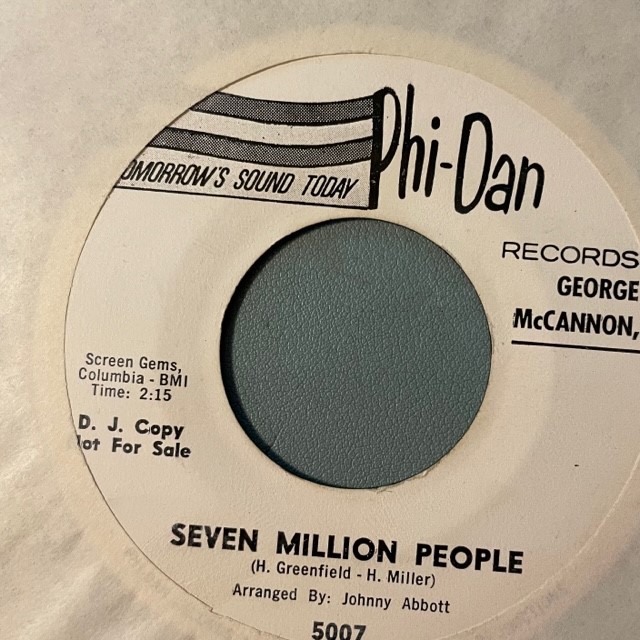 OMORROW'S SOUND TODAY
Phi-Dan
RECORDS
GEORGE
McCANNON,
Screen Gems,
Columbia - BMI
Time: 2:15
D. J. Copy
Not For Sale
SEVEN MILLION PEOPLE
(H. Greenfield - H. Miller)
Arranged By: Johnny Abbott
5007